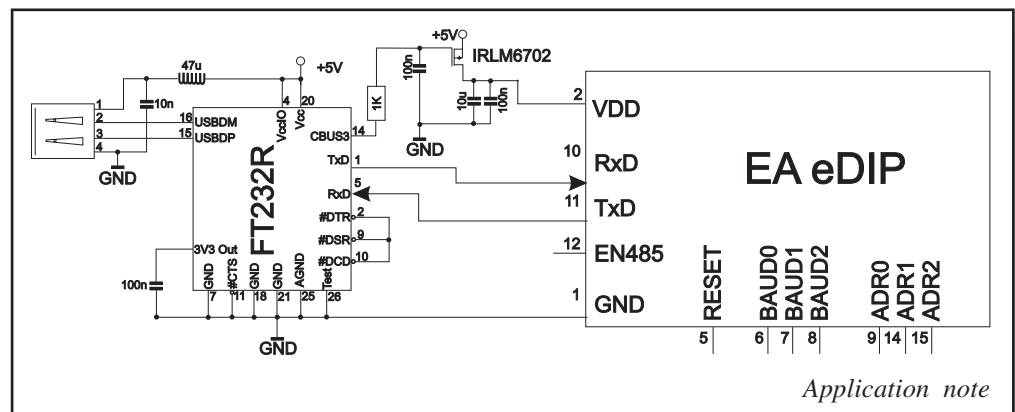 47u
+5V
+5V
IRLM6702
100n
10u
100n
1K
10n
1
2
3
4
GND
16 USBDM
15 USBDP
4
VccIO
20
Vcc
CBUS3 14
TxD 1
RxD 5
#DTR 2
#DSR 9
#DCD 10
FT232R
3V3 Out
100n
GND
7
#CTS
11
GND
18
GND
21
AGND
25
Test
26
GND
GND
EA eDIP
2 VDD
10 RxD
11 TxD
12 EN485
1 GND
RESET
BAUD0
BAUD1
BAUD2
ADR0
ADR1
ADR2
5
6
7
8
9
14
15
Application note